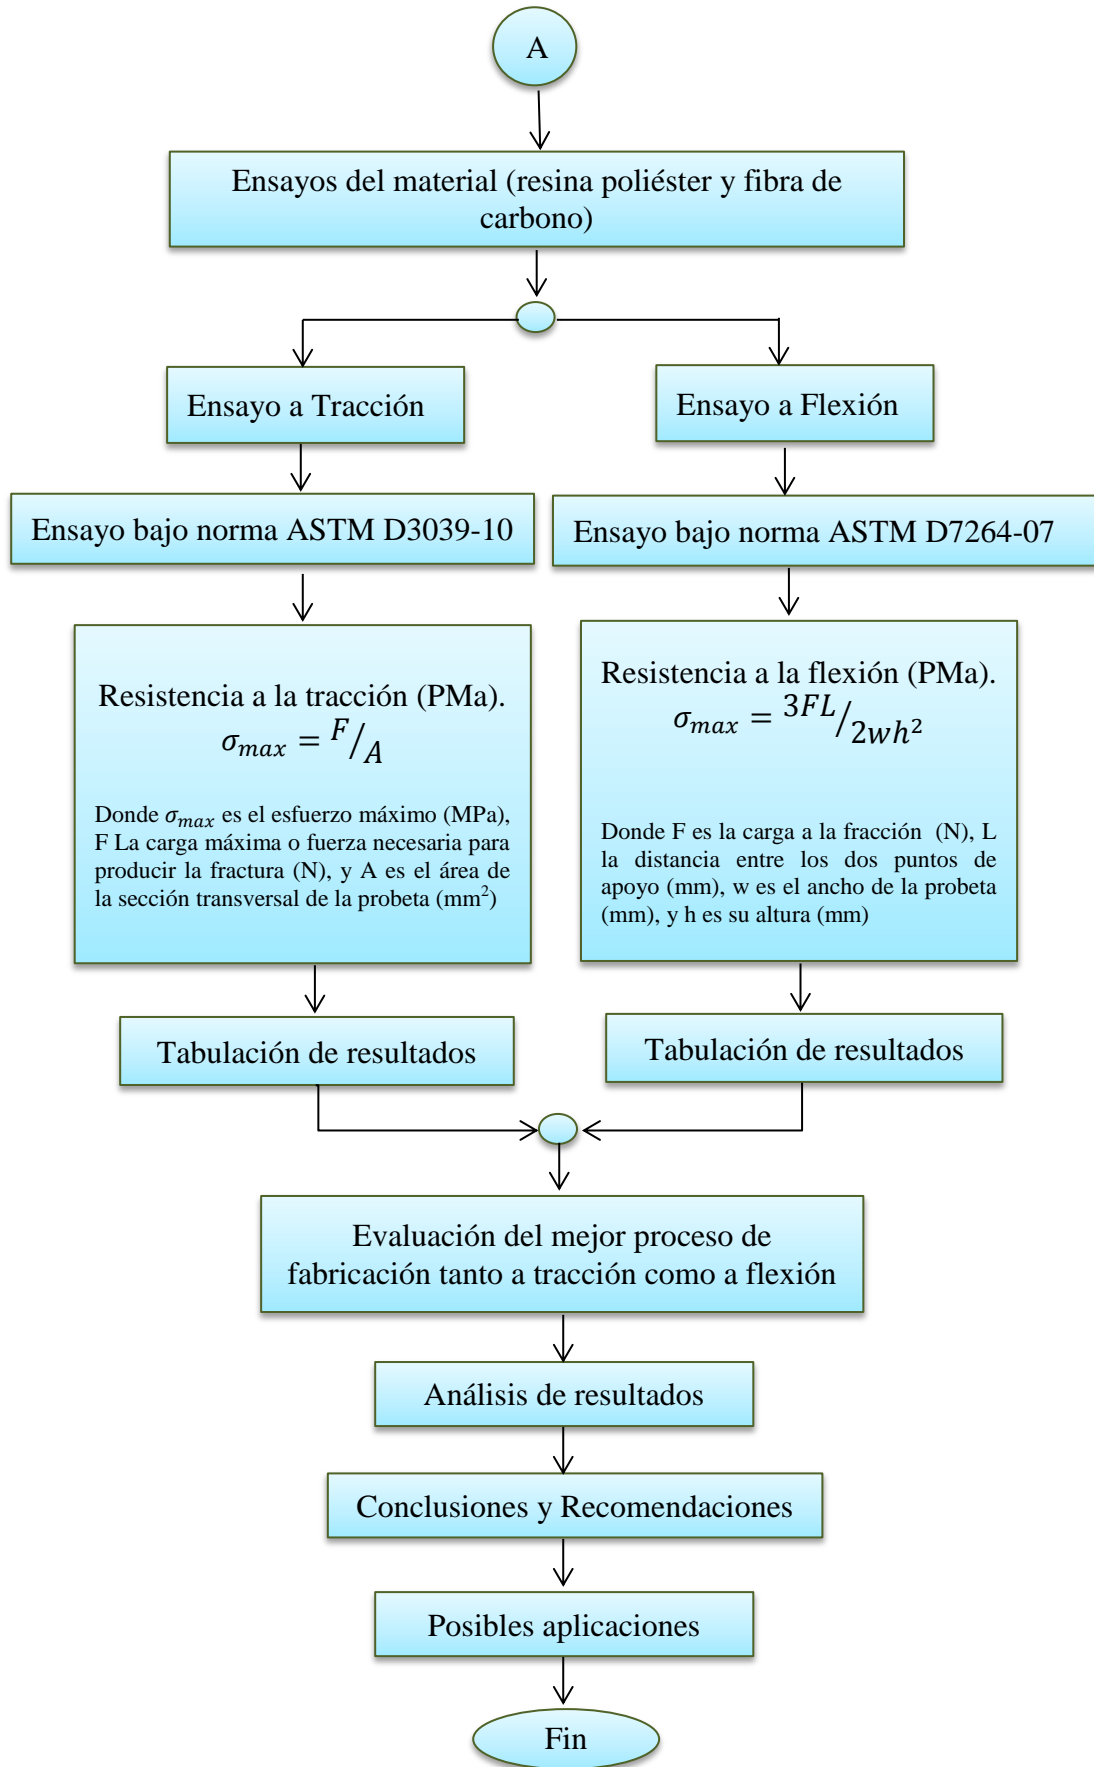 A
Ensayos del material (resina poliéster y fibra de
carbono)
Ensayo a Tracción
Ensayo a Flexión
Ensayo bajo norma ASTM D3039-10
Ensayo bajo norma ASTM D7264-07
Resistencia a la tracción (PMa).
σmax = F/A
Donde σmax es el esfuerzo máximo (MPa),
F La carga máxima o fuerza necesaria para
producir la fractura (N), y A es el área de
la sección transversal de la probeta (mm²)
Resistencia a la flexión (PMa).
σmax = 3FL/2wh²
Donde F es la carga a la fracción (N), L
la distancia entre los dos puntos de
apoyo (mm), w es el ancho de la probeta
(mm), y h es su altura (mm)
Tabulación de resultados
Tabulación de resultados
Evaluación del mejor proceso de
fabricación tanto a tracción como a flexión
Análisis de resultados
Conclusiones y Recomendaciones
Posibles aplicaciones
Fin